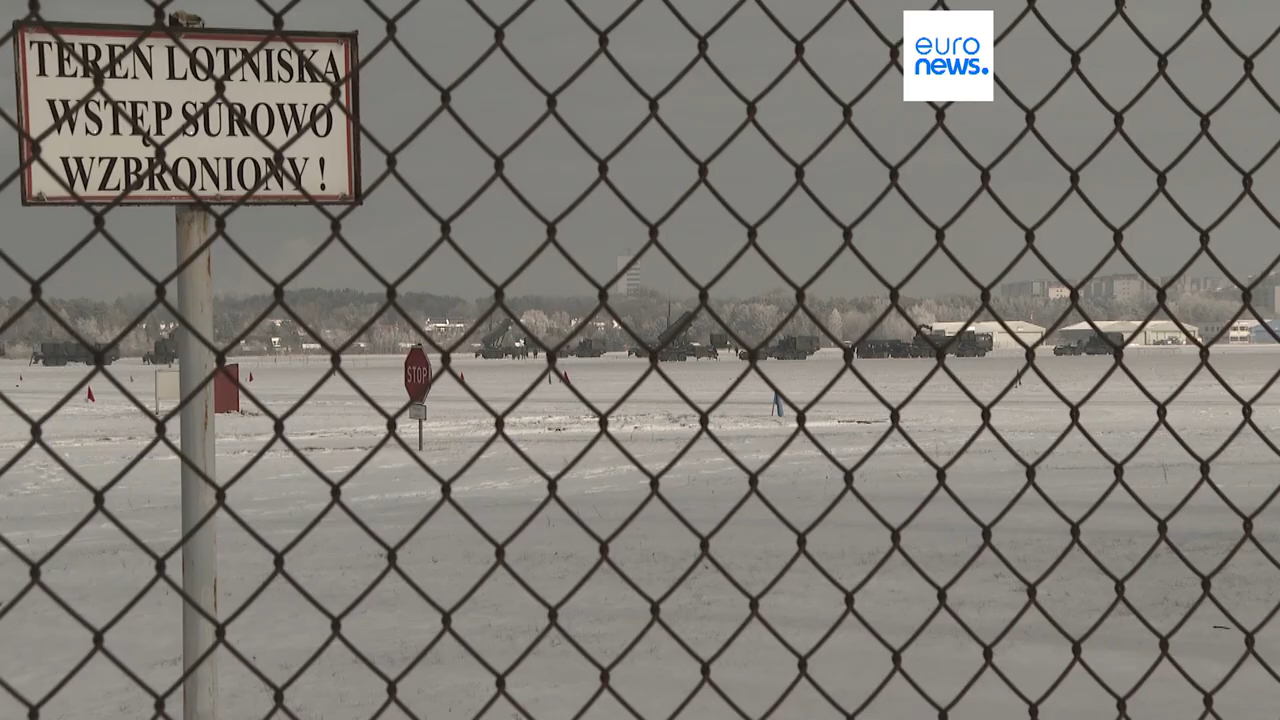 TEREN LOTNISKA
WSTĘP SUROWO
WZBRONIONY!
euro
news.
STOP